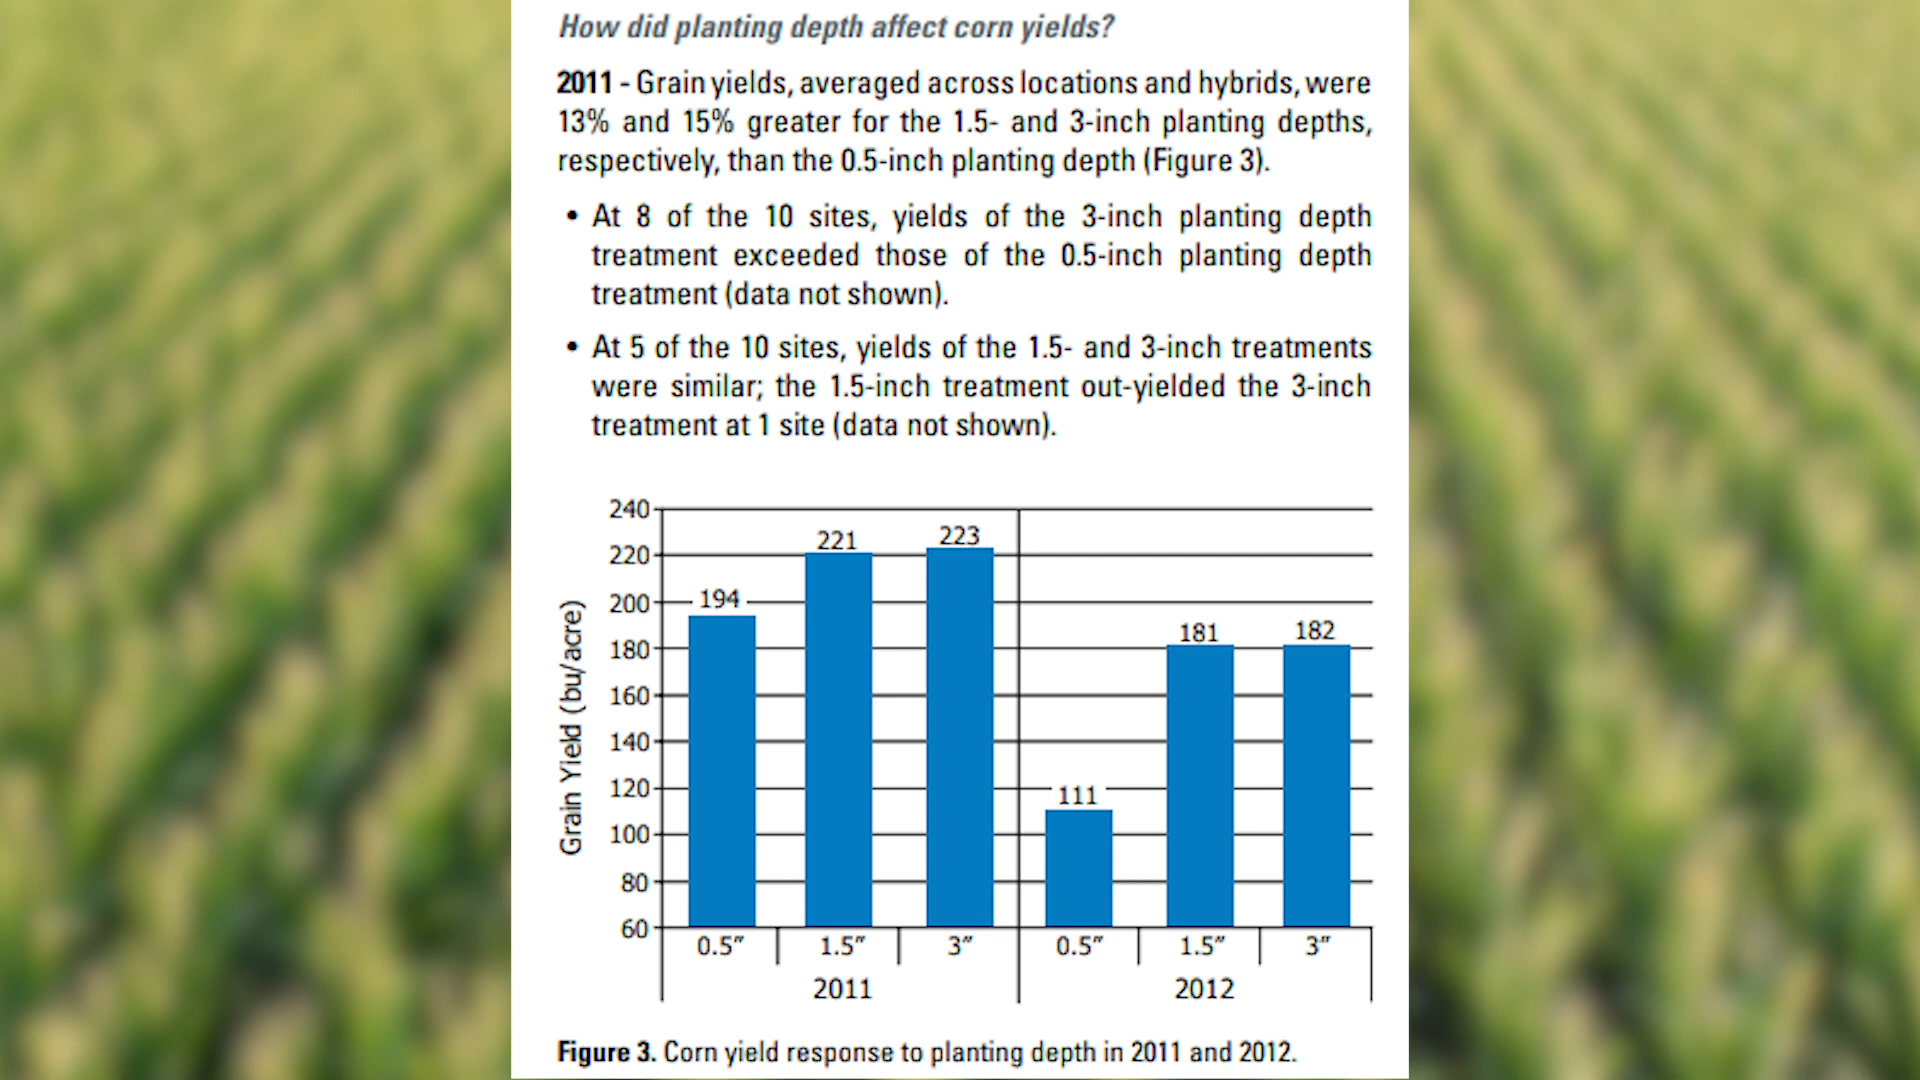 How did planting depth affect corn yields?
2011 - Grain yields, averaged across locations and hybrids, were
13% and 15% greater for the 1.5- and 3-inch planting depths,
respectively, than the 0.5-inch planting depth (Figure 3).
• At 8 of the 10 sites, yields of the 3-inch planting depth
treatment exceeded those of the 0.5-inch planting depth
treatment (data not shown).
• At 5 of the 10 sites, yields of the 1.5- and 3-inch treatments
were similar; the 1.5-inch treatment out-yielded the 3-inch
treatment at 1 site (data not shown).
Grain Yield (bu/acre)
240
220
200
180
160
140
120
100
80
60
194
221
223
111
181
182
0.5” 1.5” 3” 0.5” 1.5” 3”
2011 2012
Figure 3. Corn yield response to planting depth in 2011 and 2012.